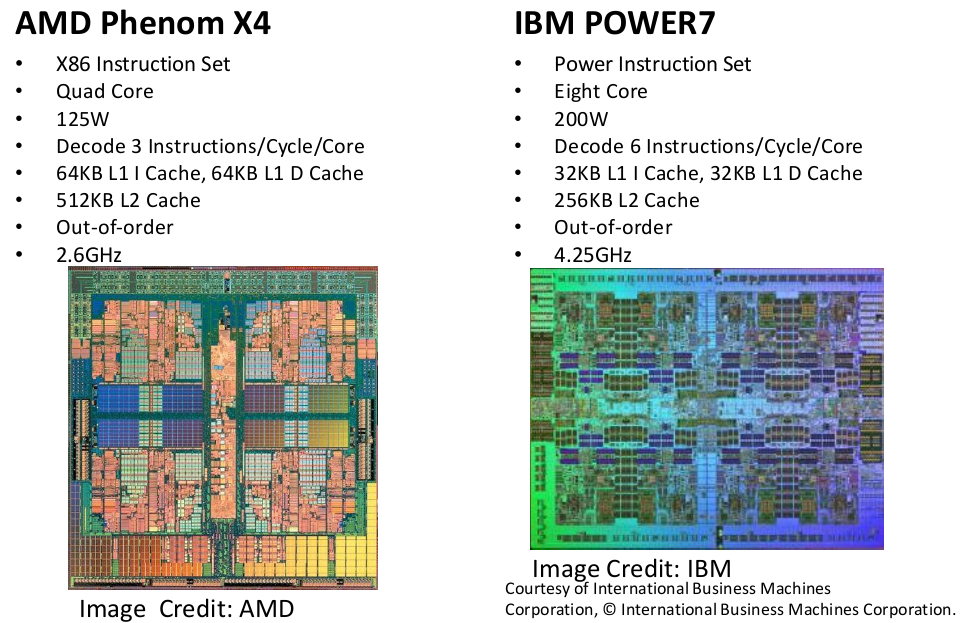 AMD Phenom X4
• X86 Instruction Set
• Quad Core
• 125W
• Decode 3 Instructions/Cycle/Core
• 64KB L1 I Cache, 64KB L1 D Cache
• 512KB L2 Cache
• Out-of-order
• 2.6GHz
Image Credit: AMD
IBM POWER7
• Power Instruction Set
• Eight Core
• 200W
• Decode 6 Instructions/Cycle/Core
• 32KB L1 I Cache, 32KB L1 D Cache
• 256KB L2 Cache
• Out-of-order
• 4.25GHz
Image Credit: IBM
Courtesy of International Business Machines
Corporation, © International Business Machines Corporation.